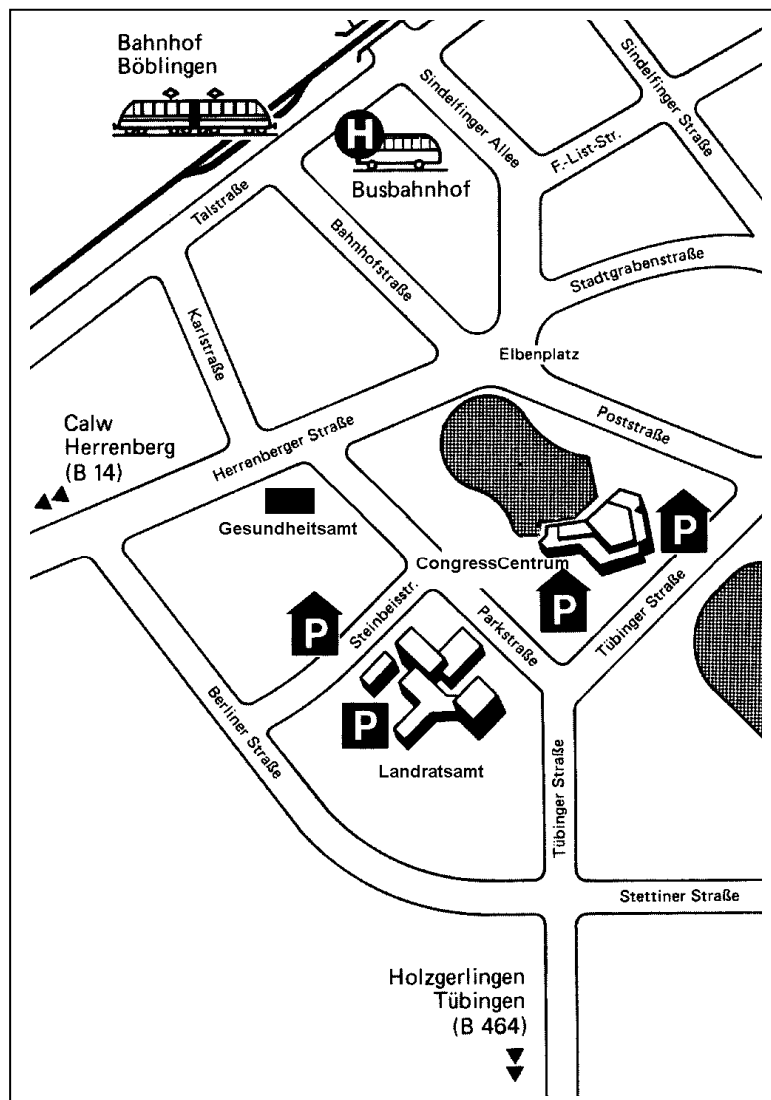 Bahnhof
Böblingen
H
Busbahnhof
Sindelfinger Allee
Sindelfinger Straße
F.-List-Str.
Talstraße
Bahnhofstraße
Stadtgrabenstraße
Karlstraße
Elbenplatz
Poststraße
Calw
Herrenberg
(B 14)
Herrenberger Straße
Gesundheitsamt
P
CongressCentrum
P
P
Steinbeisstr.
Parkstraße
Tübinger Straße
Berliner Straße
P
Landratsamt
Tübinger Straße
Stettiner Straße
Holzgerlingen
Tübingen
(B 464)